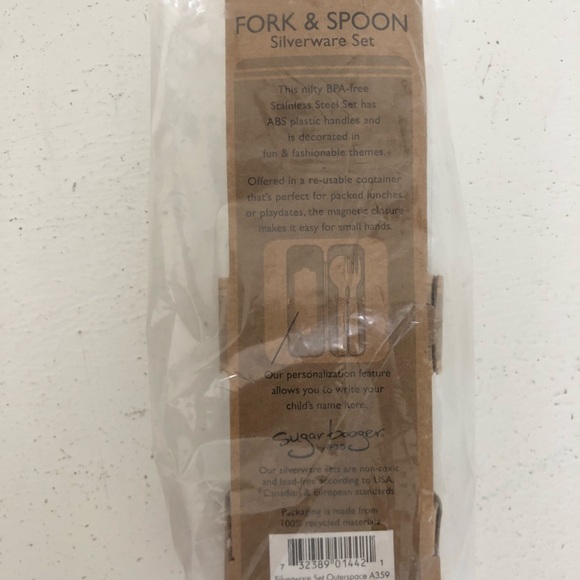 FORK & SPOON
Silverware Set
This nifty BPA-free
Stainless Steel Set has
ABS plastic handles and
is decorated in
fun & fashionable themes.
Offered in a re-usable container
that's perfect for packed lunches
or playdates, the magnetic closure
makes it easy for small hands.
Our personalization feature
allows you to write your
child's name here.
sugarbooger
Our silverware sets are non-toxic
and lead-free according to USA,
Canadian & European standards.
Packaging is made from
100% recycled materials
7 32389 01442 1
Silverware Set Outerspace A359